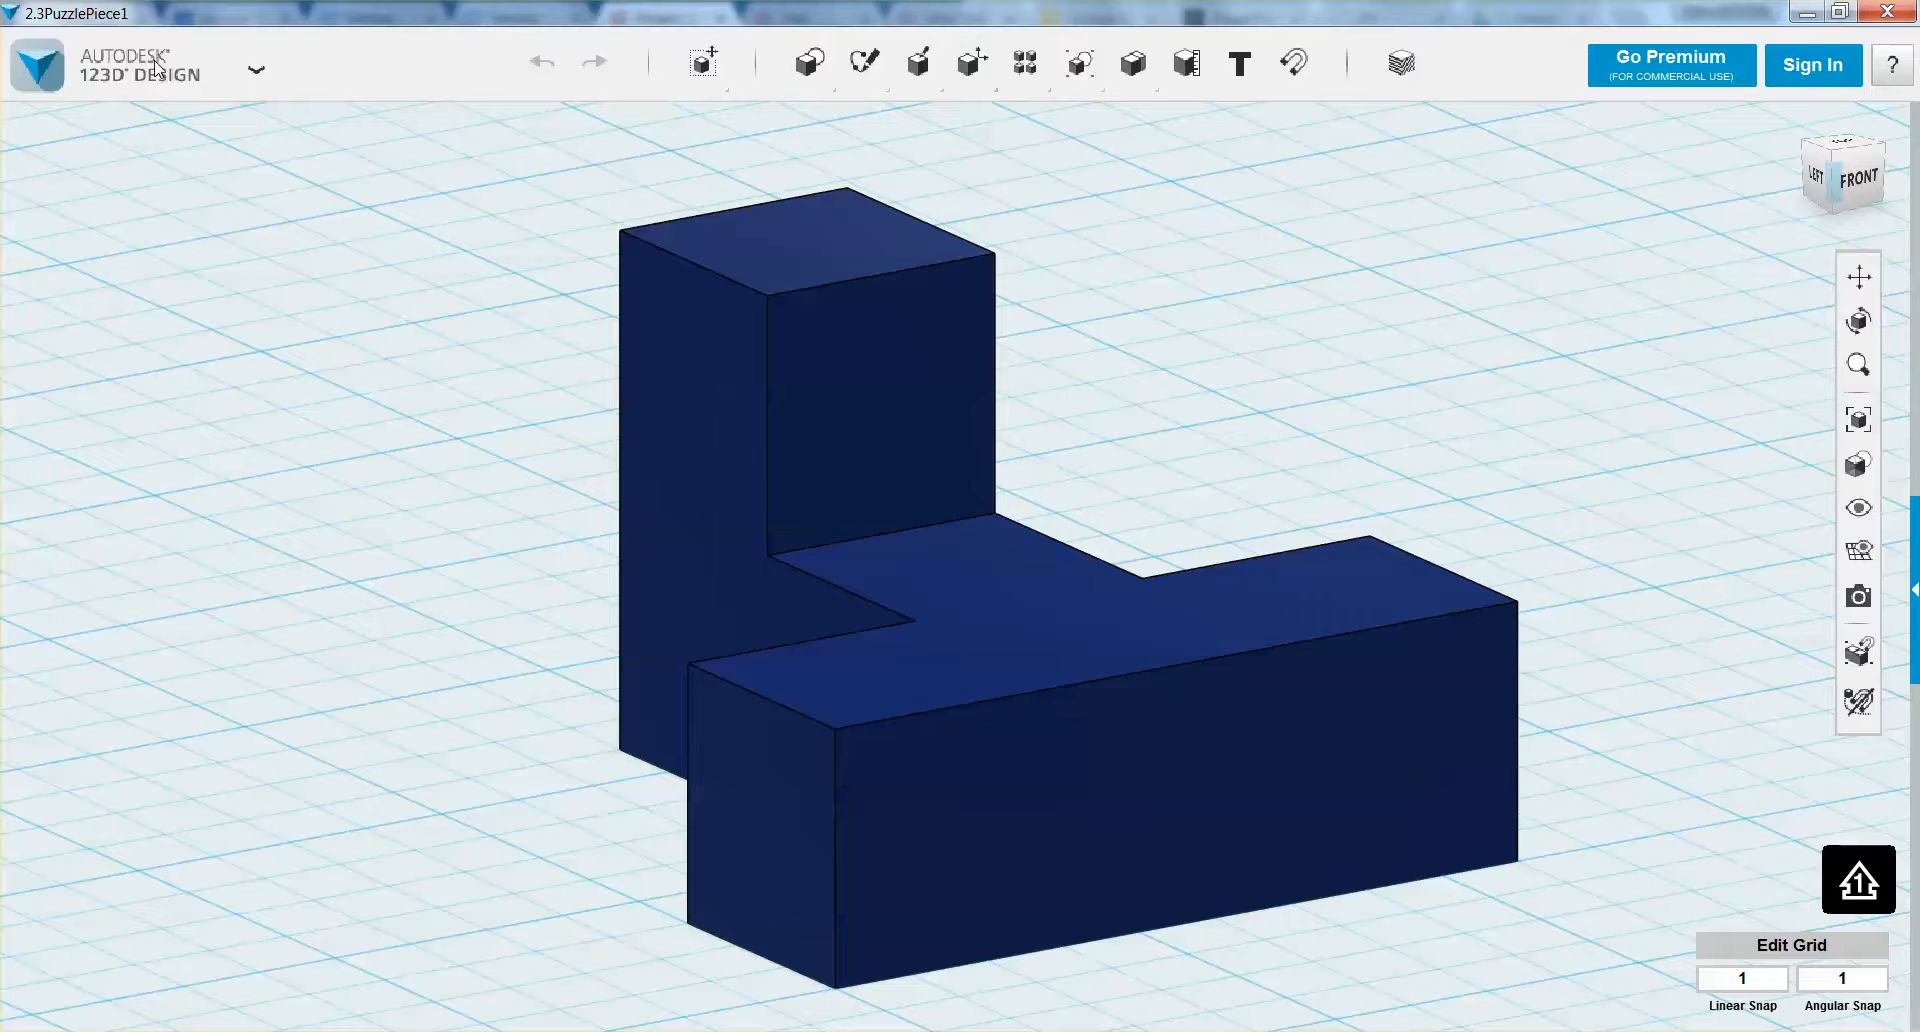 2.3PuzzlePiece1
AUTODESK®
123D® DESIGN
T
Go Premium
(FOR COMMERCIAL USE)
Sign In
?
LEFT
FRONT
1
Edit Grid
1
1
Linear Snap
Angular Snap